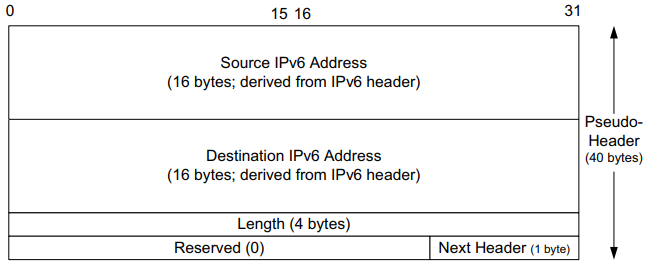 0 15 16 31
Source IPv6 Address
(16 bytes; derived from IPv6 header)
Destination IPv6 Address
(16 bytes; derived from IPv6 header)
Length (4 bytes)
Reserved (0) Next Header (1 byte)
Pseudo-
Header
(40 bytes)